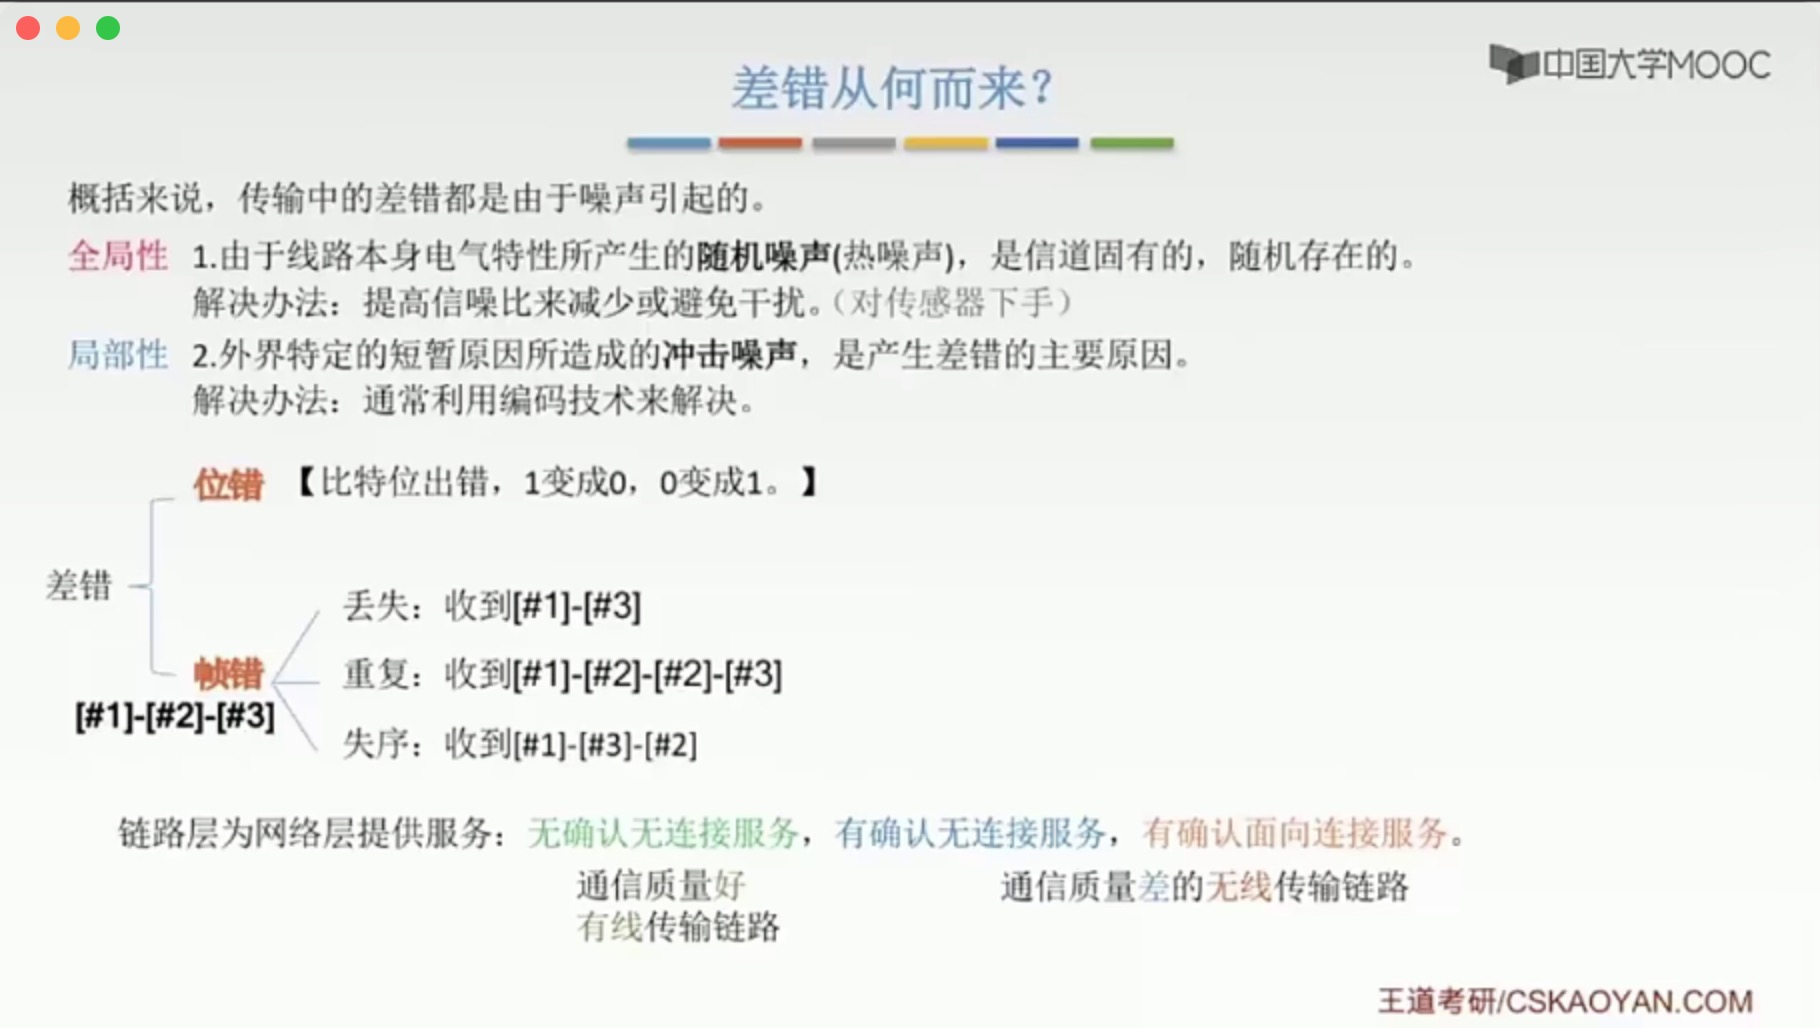 中国大学MOOC
差错从何而来?
概括来说，传输中的差错都是由于噪声引起的。
全局性 1.由于线路本身电气特性所产生的随机噪声(热噪声)，是信道固有的，随机存在的。
解决办法：提高信噪比来减少或避免干扰。（对传感器下手）
局部性 2.外界特定的短暂原因所造成的冲击噪声，是产生差错的主要原因。
解决办法：通常利用编码技术来解决。
位错 【比特位出错，1变成0，0变成1。】
差错
丢失：收到[#1]-[#3]
帧错 重复：收到[#1]-[#2]-[#2]-[#3]
[#1]-[#2]-[#3]
失序：收到[#1]-[#3]-[#2]
链路层为网络层提供服务：无确认无连接服务，有确认无连接服务，有确认面向连接服务。
通信质量好 通信质量差的无线传输链路
有线传输链路
王道考研/CSKAOYAN.COM